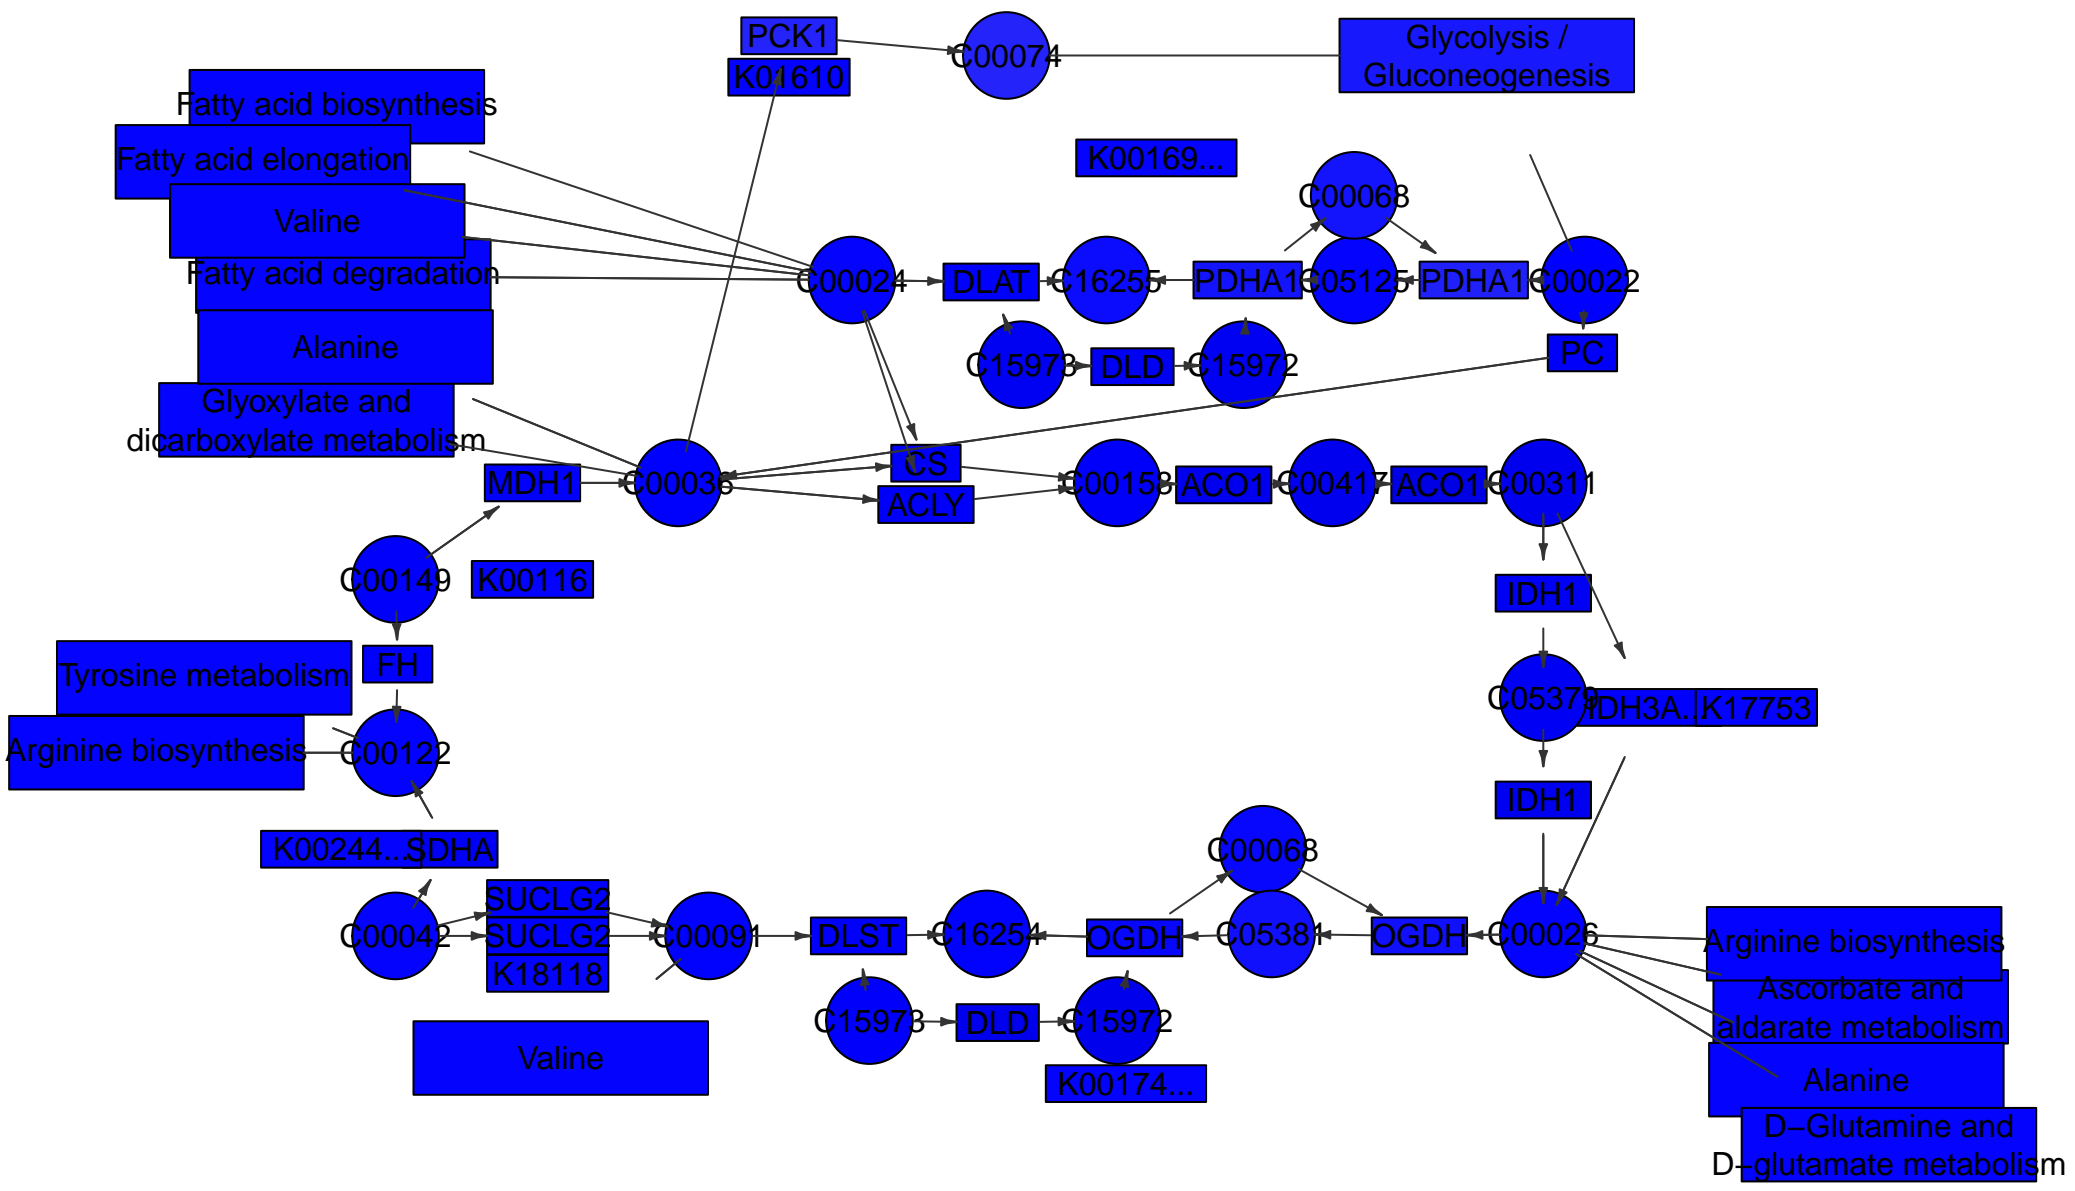 PCK1
C00074
Glycolysis /
Gluconeogenesis
K01610
Fatty acid biosynthesis
Fatty acid elongation
K00169...
C00068
Valine
Fatty acid degradation
C00024
DLAT
C16255
PDHA1
C05125
PDHA1
C00022
Alanine
C15973
DLD
C15972
PC
Glyoxylate and
dicarboxylate metabolism
MDH1
C00036
CS
ACLY
C00158
ACO1
C00417
ACO1
C00311
C00149
K00116
IDH1
Tyrosine metabolism
FH
C05379
IDH3A...
K17753
Arginine biosynthesis
C00122
IDH1
K00244...
SDHA
C00068
SUCLG2
C00042
SUCLG2
C00091
DLST
C16254
OGDH
C05381
OGDH
C00026
Arginine biosynthesis
K18118
Ascorbate and
aldarate metabolism
C15973
DLD
C15972
Valine
K00174...
Alanine
D−Glutamine and
D−glutamate metabolism